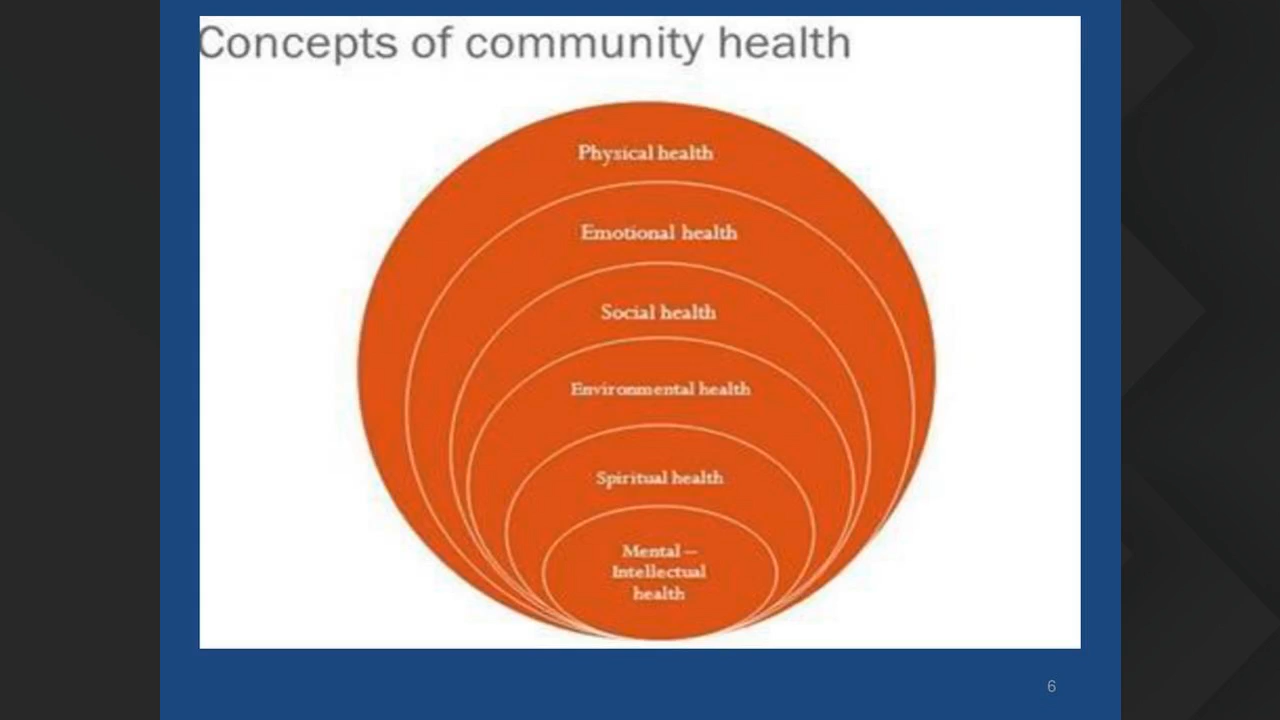 Concepts of community health
Physical health
Emotional health
Social health
Environmental health
Spiritual health
Mental –
Intellectual
health
6